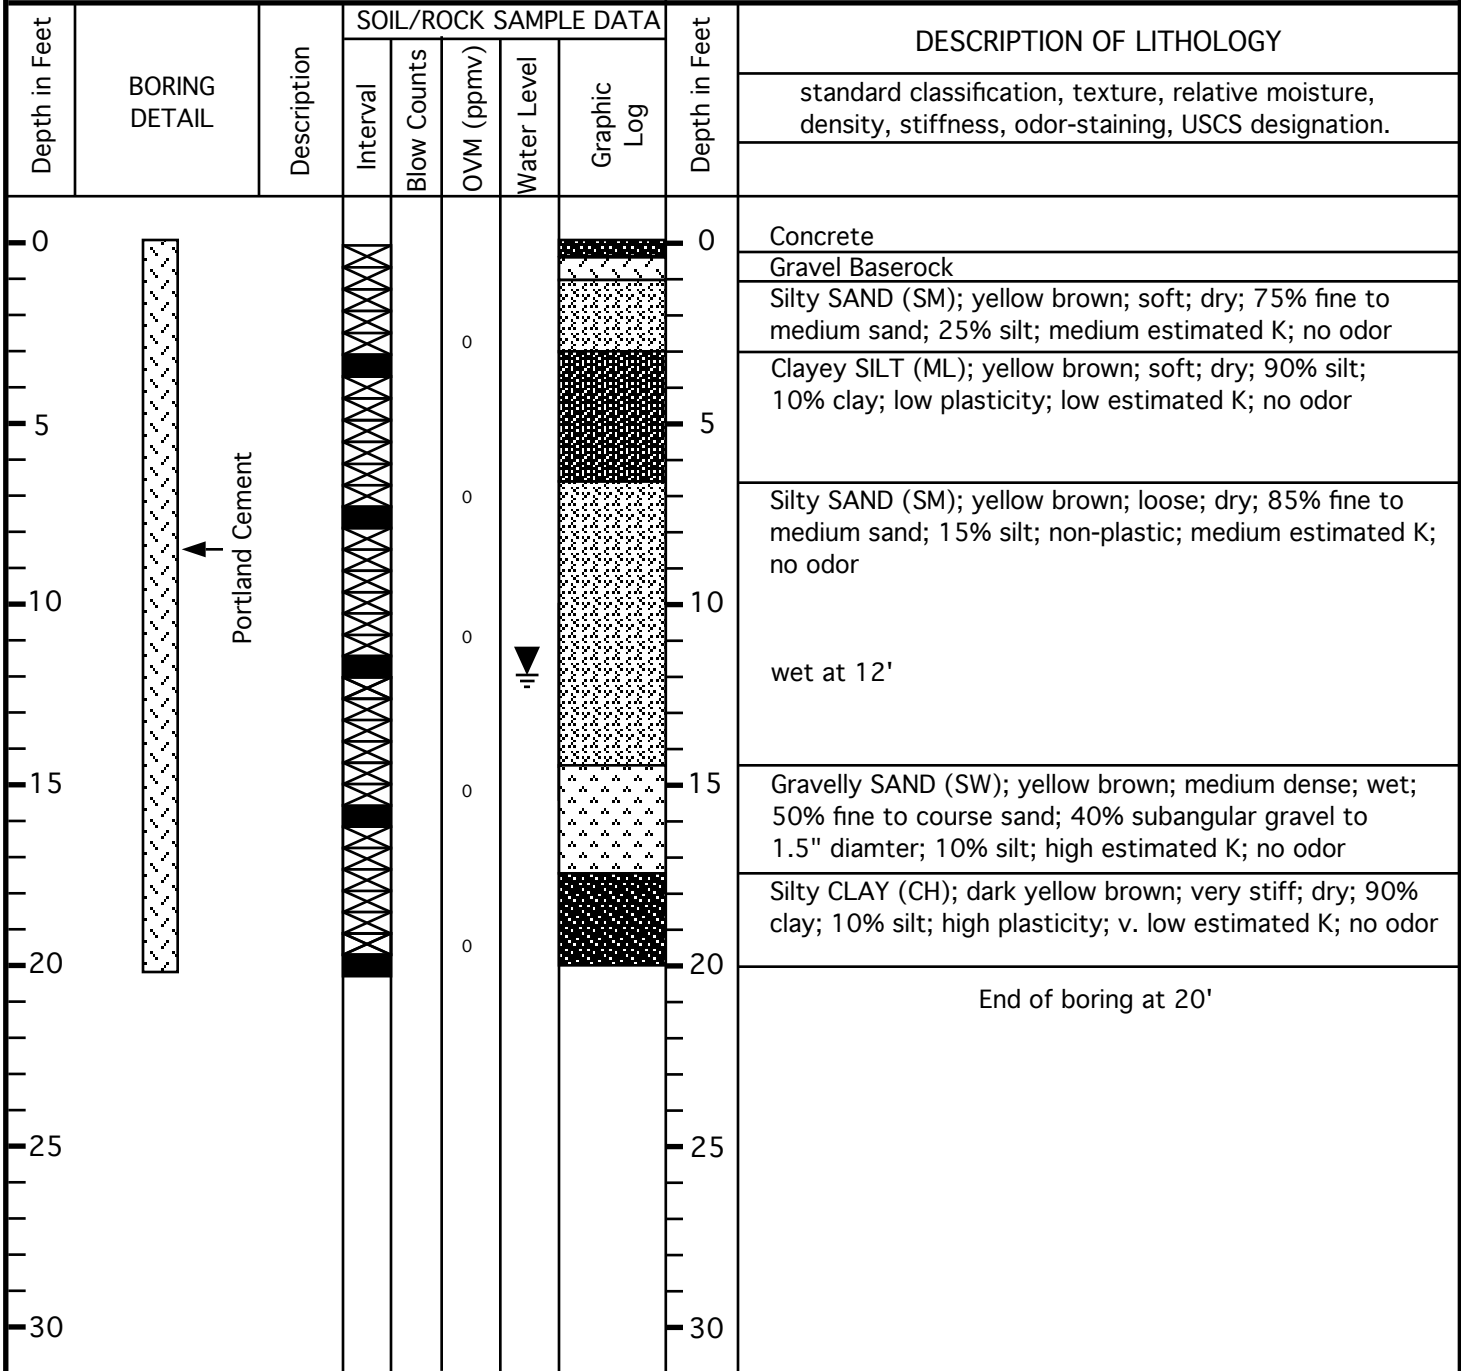 SOIL/ROCK SAMPLE DATA
Depth in Feet
BORING
DETAIL
Description
Interval
Blow Counts
OVM (ppmv)
Water Level
Graphic
Log
Depth in Feet
DESCRIPTION OF LITHOLOGY
standard classification, texture, relative moisture,
density, stiffness, odor-staining, USCS designation.
0
5
10
15
20
25
30
Portland Cement
0
0
0
0
0
0
5
10
15
20
25
30
Concrete
Gravel Baserock
Silty SAND (SM); yellow brown; soft; dry; 75% fine to
medium sand; 25% silt; medium estimated K; no odor
Clayey SILT (ML); yellow brown; soft; dry; 90% silt;
10% clay; low plasticity; low estimated K; no odor
Silty SAND (SM); yellow brown; loose; dry; 85% fine to
medium sand; 15% silt; non-plastic; medium estimated K;
no odor
wet at 12'
Gravelly SAND (SW); yellow brown; medium dense; wet;
50% fine to course sand; 40% subangular gravel to
1.5" diamter; 10% silt; high estimated K; no odor
Silty CLAY (CH); dark yellow brown; very stiff; dry; 90%
clay; 10% silt; high plasticity; v. low estimated K; no odor
End of boring at 20'